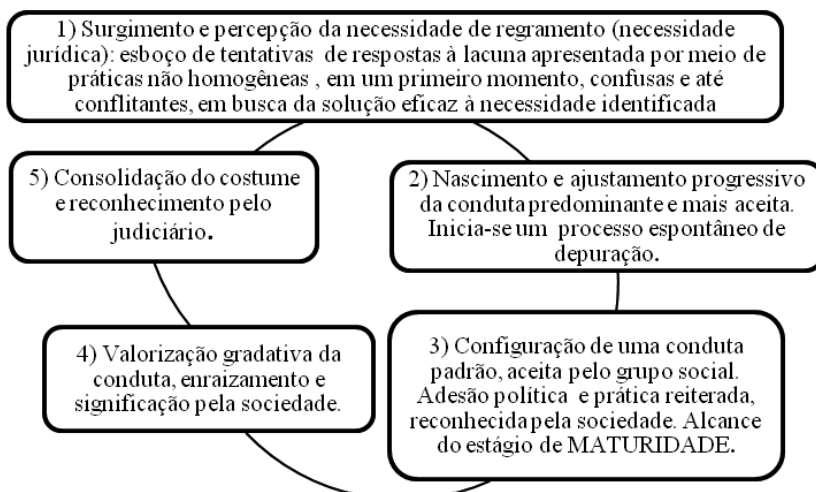 1) Surgimento e percepção da necessidade de regramento (necessidade
jurídica): esboço de tentativas de respostas à lacuna apresentada por meio de
práticas não homogêneas , em um primeiro momento, confusas e até
conflitantes, em busca da solução eficaz à necessidade identificada
2) Nascimento e ajustamento progressivo
da conduta predominante e mais aceita.
Inicia-se um processo espontâneo de
depuração.
3) Configuração de uma conduta
padrão, aceita pelo grupo social.
Adesão política e prática reiterada,
reconhecida pela sociedade. Alcance
do estágio de MATURIDADE.
4) Valorização gradativa da
conduta, enraizamento e
significação pela sociedade.
5) Consolidação do costume
e reconhecimento pelo
judiciário.